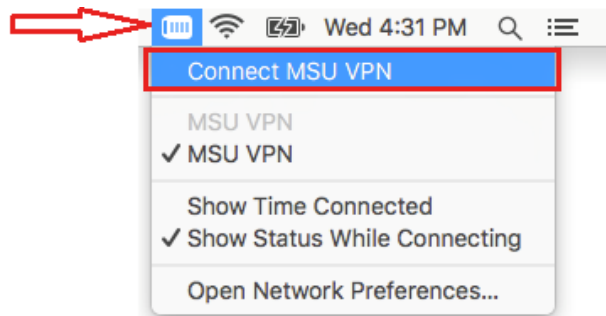 Wed 4:31 PM
Connect MSU VPN
MSU VPN
✓ MSU VPN
Show Time Connected
✓ Show Status While Connecting
Open Network Preferences...